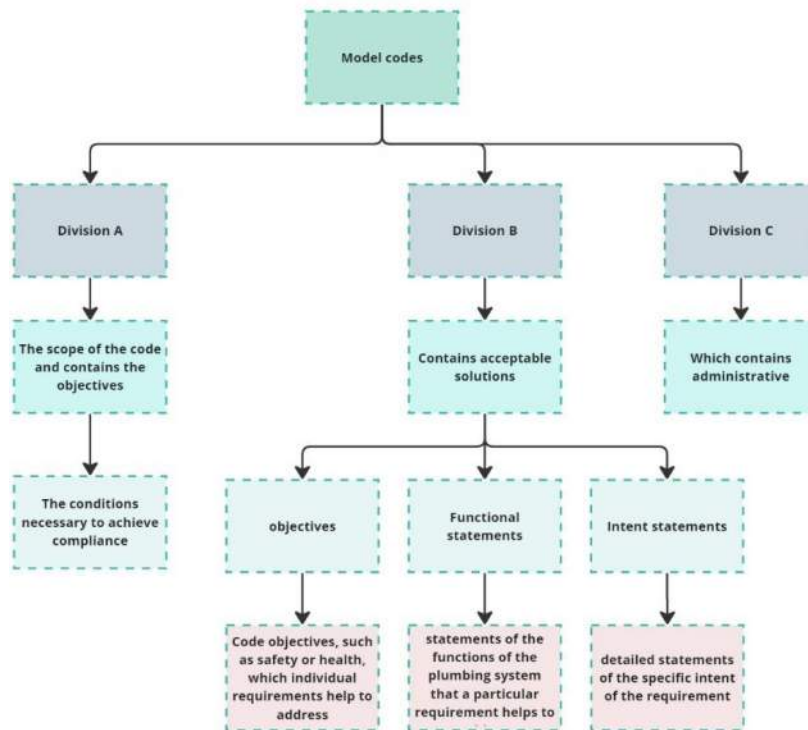 Model codes
Division A
Division B
Division C
The scope of the code
and contains the
objectives
Contains acceptable
solutions
Which contains
administrative
The conditions
necessary to achieve
compliance
objectives
Functional
statements
Intent statements
Code objectives, such
as safety or health,
which individual
requirements help to
address
statements of the
functions of the
plumbing system
that a particular
requirement helps to
detailed statements
of the specific intent
of the requirement